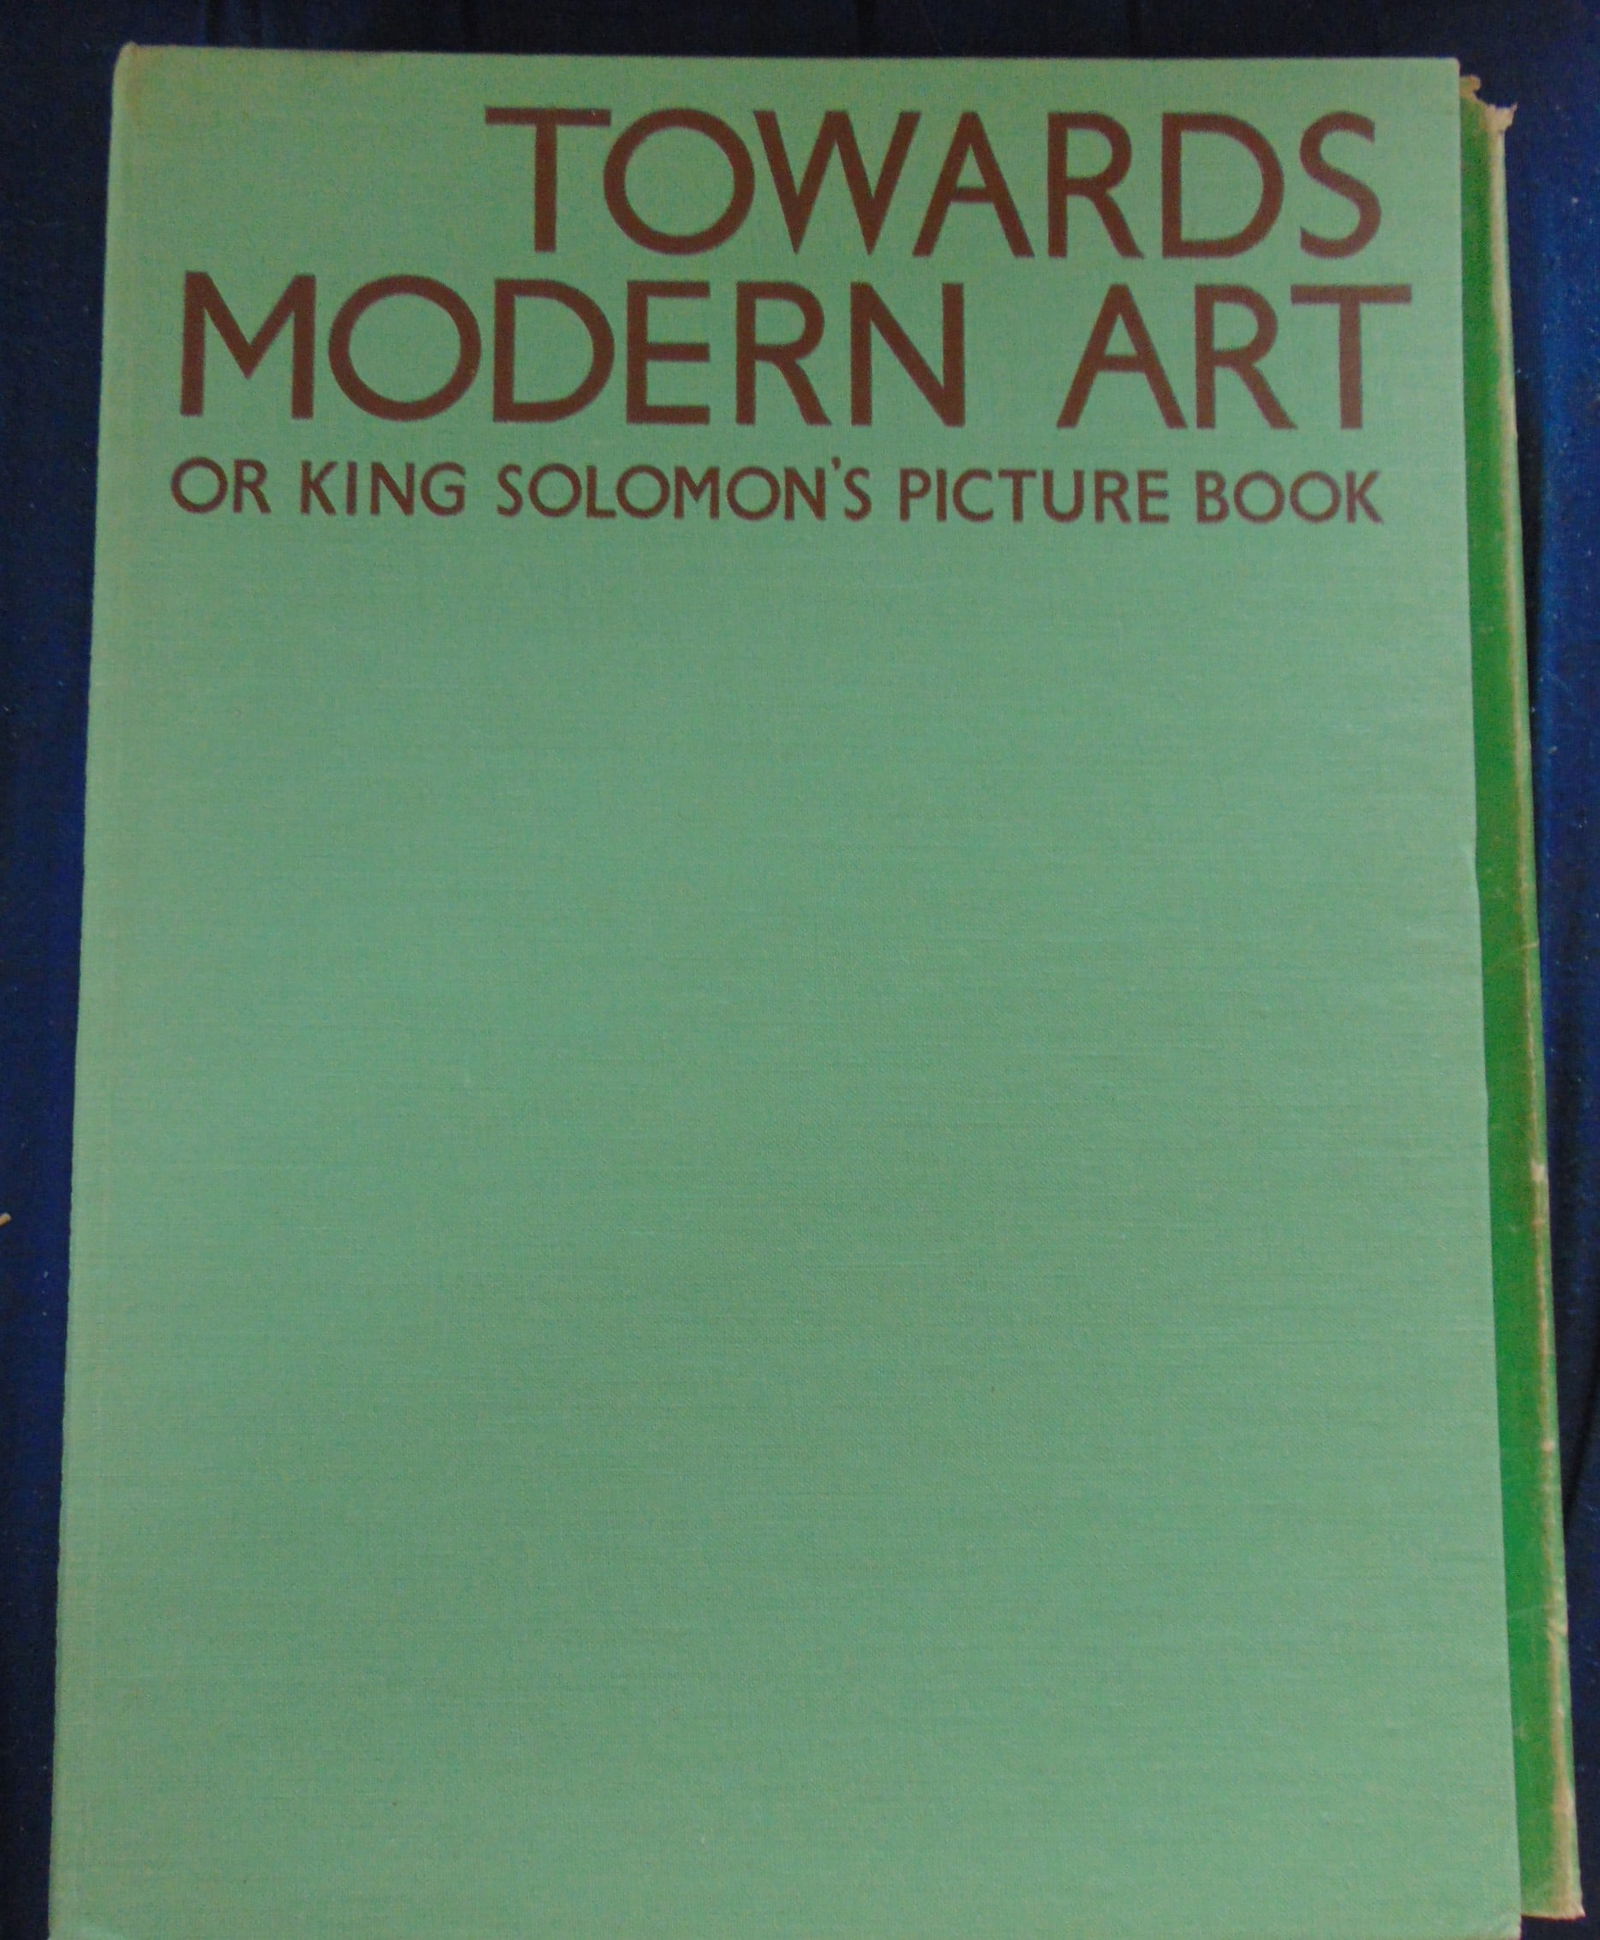 TOWARDS
MODERN ART
OR KING SOLOMON'S PICTURE BOOK